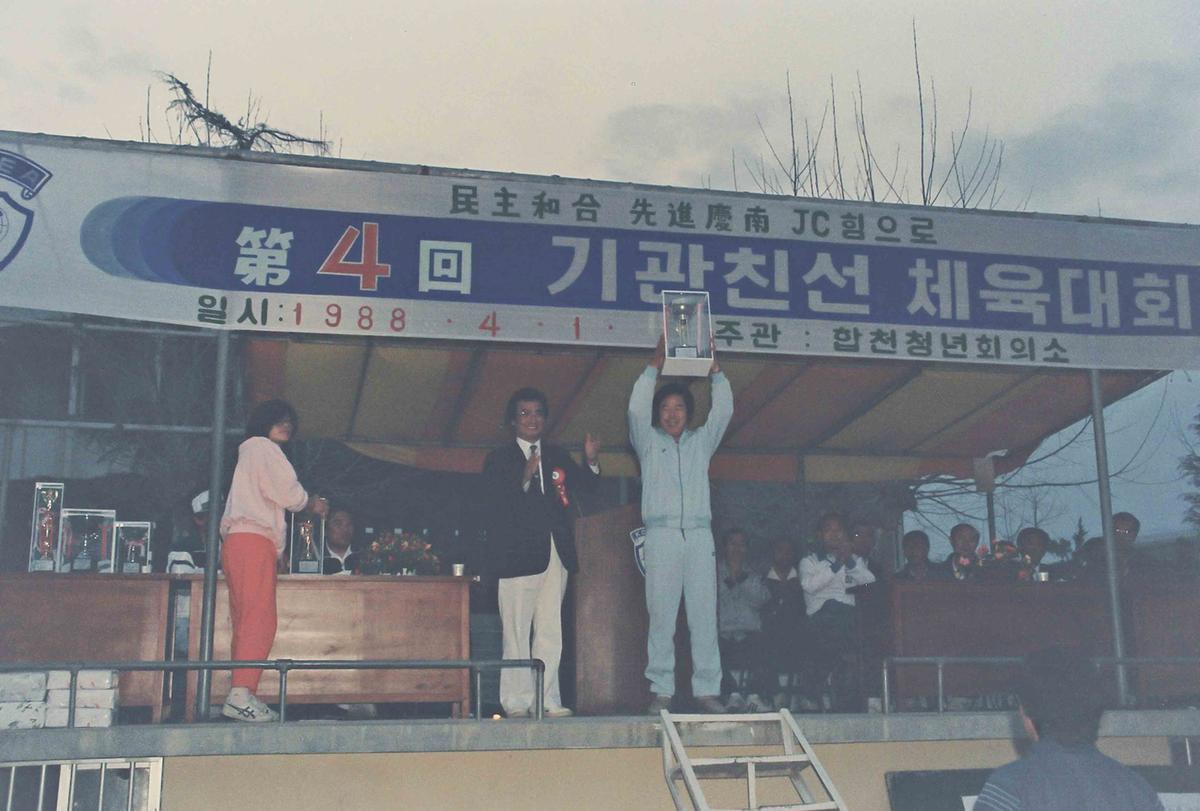 民主和合 先進慶南 JC힘으로
第4回 기관친선 체육대회
일시:1988·4·1· 주관 : 합천청년회의소